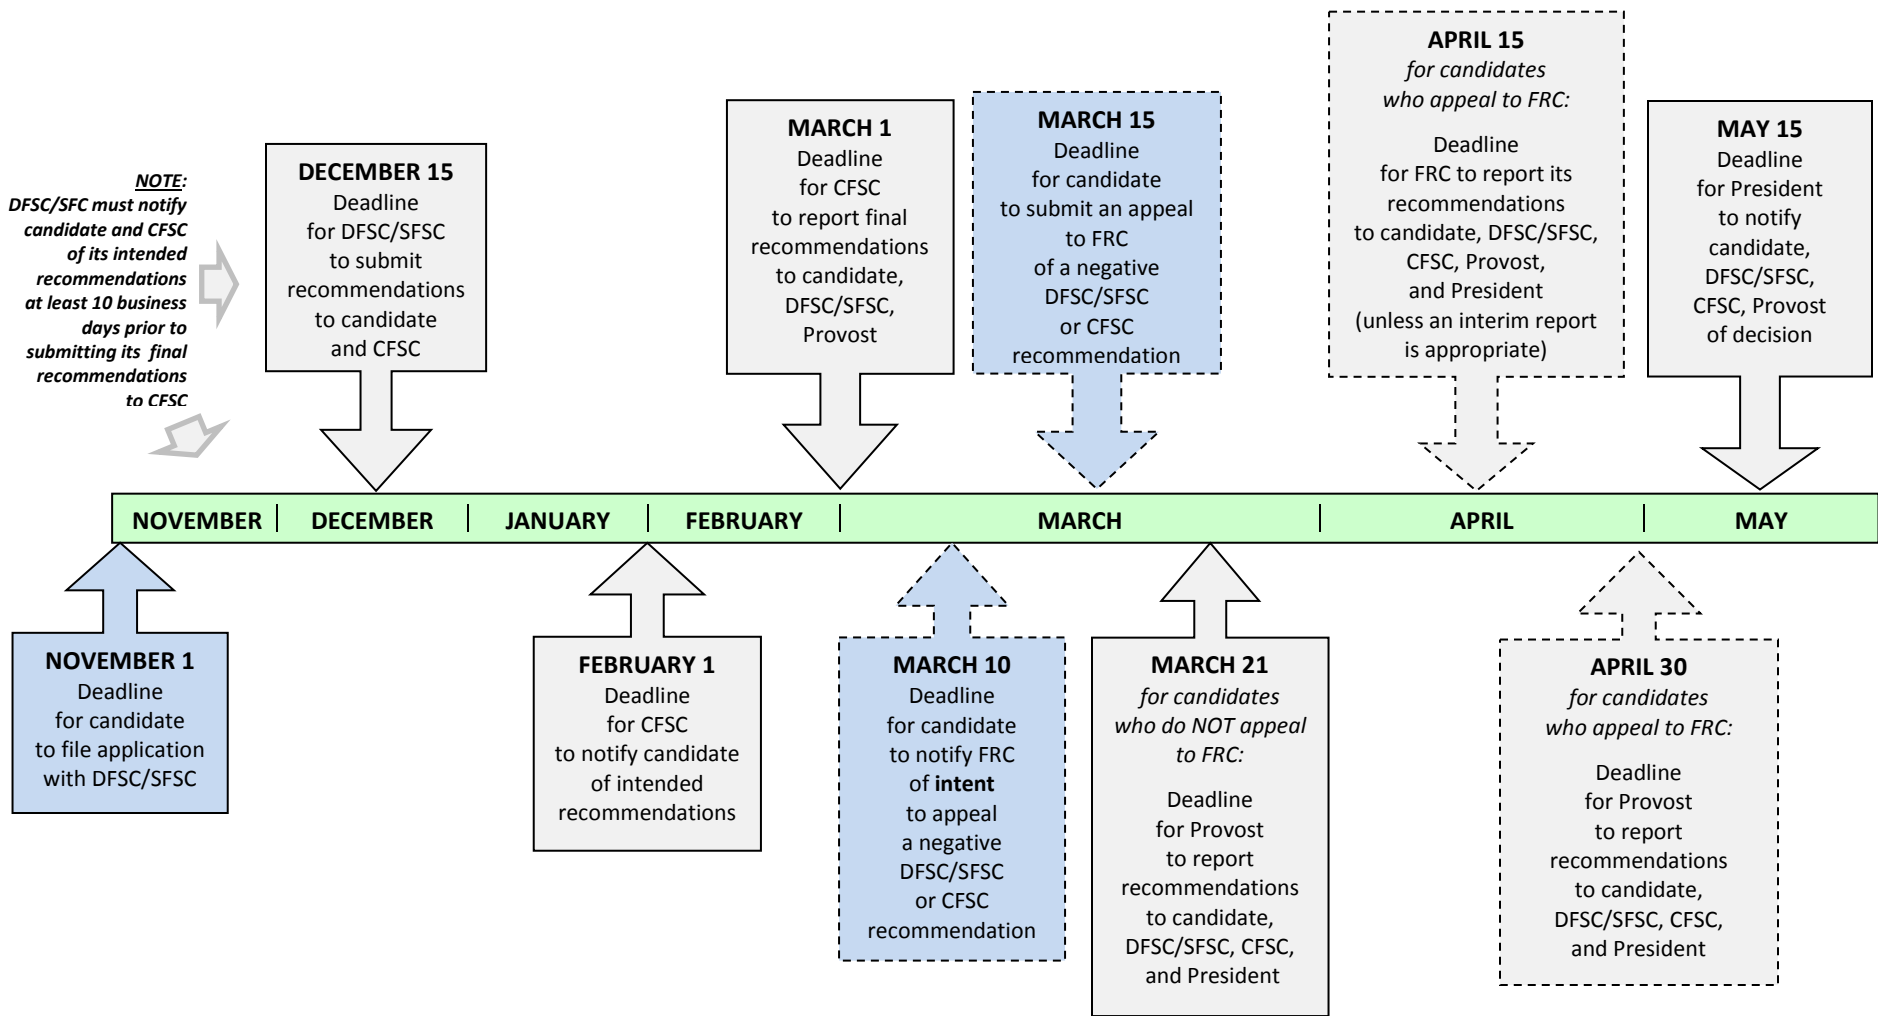 NOTE:
DFSC/SFC must notify
candidate and CFSC
of its intended
recommendations
at least 10 business
days prior to
submitting its final
recommendations
to CFSC
DECEMBER 15
Deadline
for DFSC/SFSC
to submit
recommendations
to candidate
and CFSC
MARCH 1
Deadline
for CFSC
to report final
recommendations
to candidate,
DFSC/SFSC,
Provost
MARCH 15
Deadline
for candidate
to submit an appeal
to FRC
of a negative
DFSC/SFSC
or CFSC
recommendation
APRIL 15
for candidates
who appeal to FRC:
Deadline
for FRC to report its
recommendations
to candidate, DFSC/SFSC,
CFSC, Provost,
and President
(unless an interim report
is appropriate)
MAY 15
Deadline
for President
to notify
candidate,
DFSC/SFSC,
CFSC, Provost
of decision
NOVEMBER
DECEMBER
JANUARY
FEBRUARY
MARCH
APRIL
MAY
NOVEMBER 1
Deadline
for candidate
to file application
with DFSC/SFSC
FEBRUARY 1
Deadline
for CFSC
to notify candidate
of intended
recommendations
MARCH 10
Deadline
for candidate
to notify FRC
of intent
to appeal
a negative
DFSC/SFSC
or CFSC
recommendation
MARCH 21
for candidates
who do NOT appeal
to FRC:
Deadline
for Provost
to report
recommendations
to candidate,
DFSC/SFSC, CFSC,
and President
APRIL 30
for candidates
who appeal to FRC:
Deadline
for Provost
to report
recommendations
to candidate,
DFSC/SFSC, CFSC,
and President